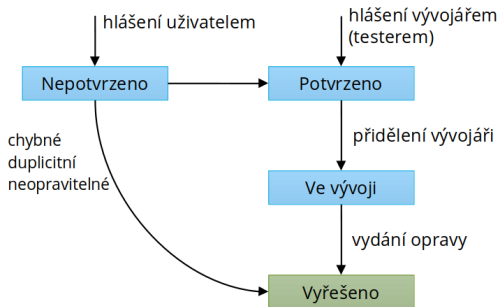 hlášení uživatelem
hlášení vývojářem
(testerem)
Nepotvrzeno
Potvrzeno
chybné
duplicitní
neopravitelné
přidělení vývojáři
Ve vývoji
vydání opravy
Vyřešeno